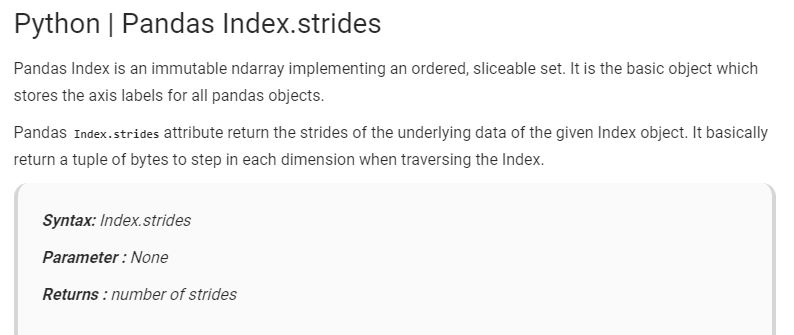 Python | Pandas Index.strides
Pandas Index is an immutable ndarray implementing an ordered, sliceable set. It is the basic object which
stores the axis labels for all pandas objects.
Pandas Index.strides attribute return the strides of the underlying data of the given Index object. It basically
return a tuple of bytes to step in each dimension when traversing the Index.
Syntax: Index.strides
Parameter : None
Returns : number of strides